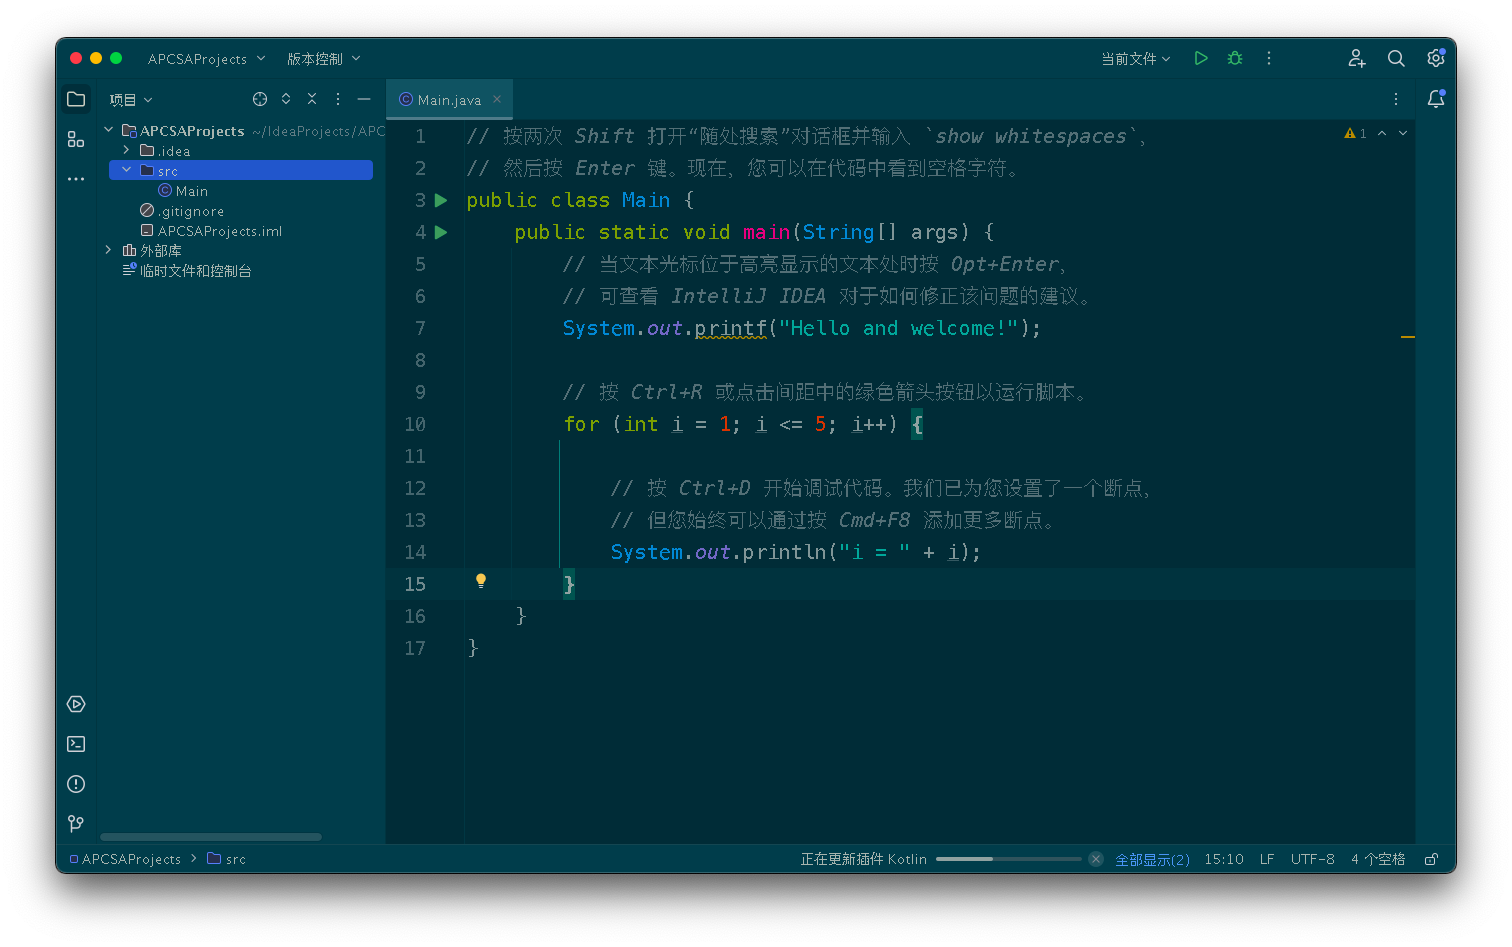 APCSAProjects 版本控制 当前文件
项目
Main.java
APCSAProjects ~/IdeaProjects/APC
.idea
src
Main
.gitignore
APCSAProjects.iml
外部库
临时文件和控制台
1 // 按两次 Shift 打开“随处搜索”对话框并输入 `show whitespaces`,
1
2 // 然后按 Enter 键。现在，您可以在代码中看到空格字符。
3 public class Main {
4 public static void main(String[] args) {
5 // 当文本光标位于高亮显示的文本处时按 Opt+Enter，
6 // 可查看 IntelliJ IDEA 对于如何修正该问题的建议。
7 System.out.printf("Hello and welcome!");
8
9 // 按 Ctrl+R 或点击间距中的绿色箭头按钮以运行脚本。
10 for (int i = 1; i <= 5; i++) {
11
12 // 按 Ctrl+D 开始调试代码。我们已为您设置了一个断点，
13 // 但您始终可以通过按 Cmd+F8 添加更多断点。
14 System.out.println("i = " + i);
15 }
16 }
17 }
APCSAProjects > src 正在更新插件 Kotlin 全部显示(2) 15:10 LF UTF-8 4 个空格